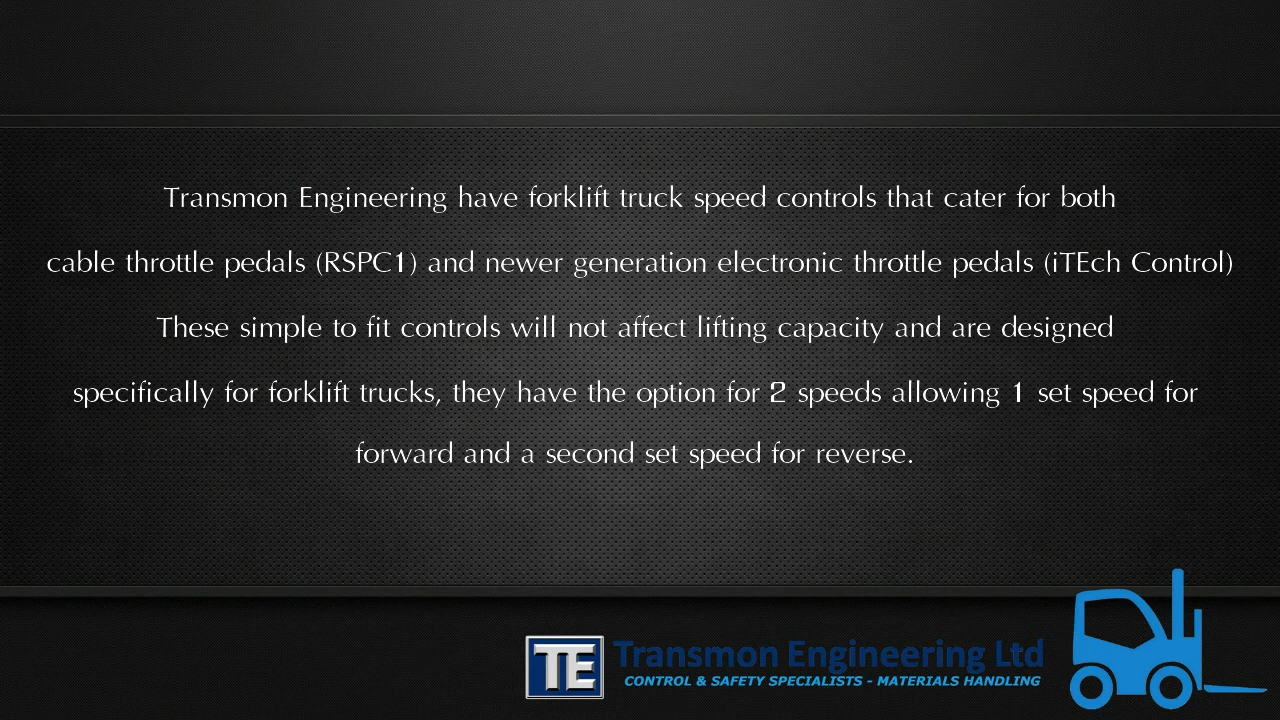 Transmon Engineering have forklift truck speed controls that cater for both
cable throttle pedals (RSPC1) and newer generation electronic throttle pedals (iTEch Control)
These simple to fit controls will not affect lifting capacity and are designed
specifically for forklift trucks, they have the option for 2 speeds allowing 1 set speed for
forward and a second set speed for reverse.
TE
Transmon Engineering Ltd
CONTROL & SAFETY SPECIALISTS - MATERIALS HANDLING